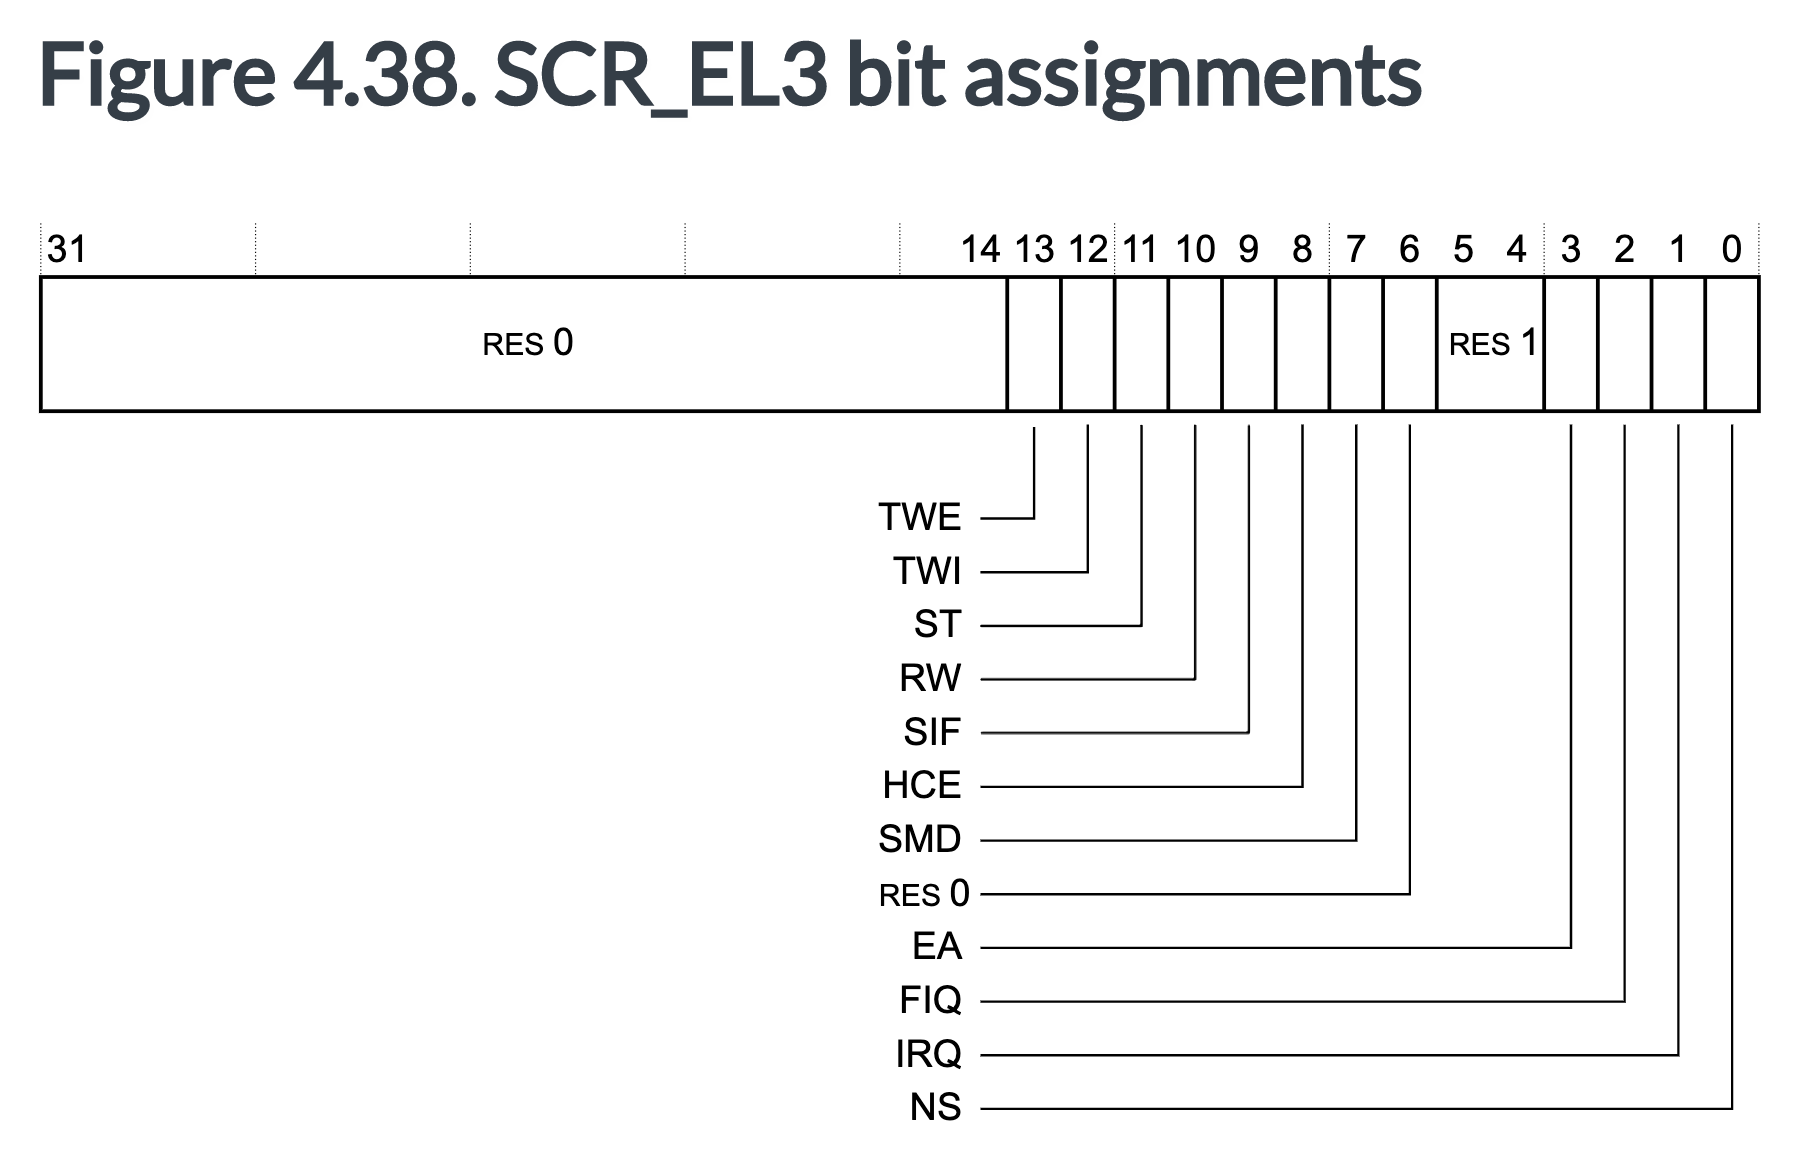 Figure 4.38. SCR_EL3 bit assignments
31 14 13 12 11 10 9 8 7 6 5 4 3 2 1 0
RES 0 RES 1
TWE
TWI
ST
RW
SIF
HCE
SMD
RES 0
EA
FIQ
IRQ
NS